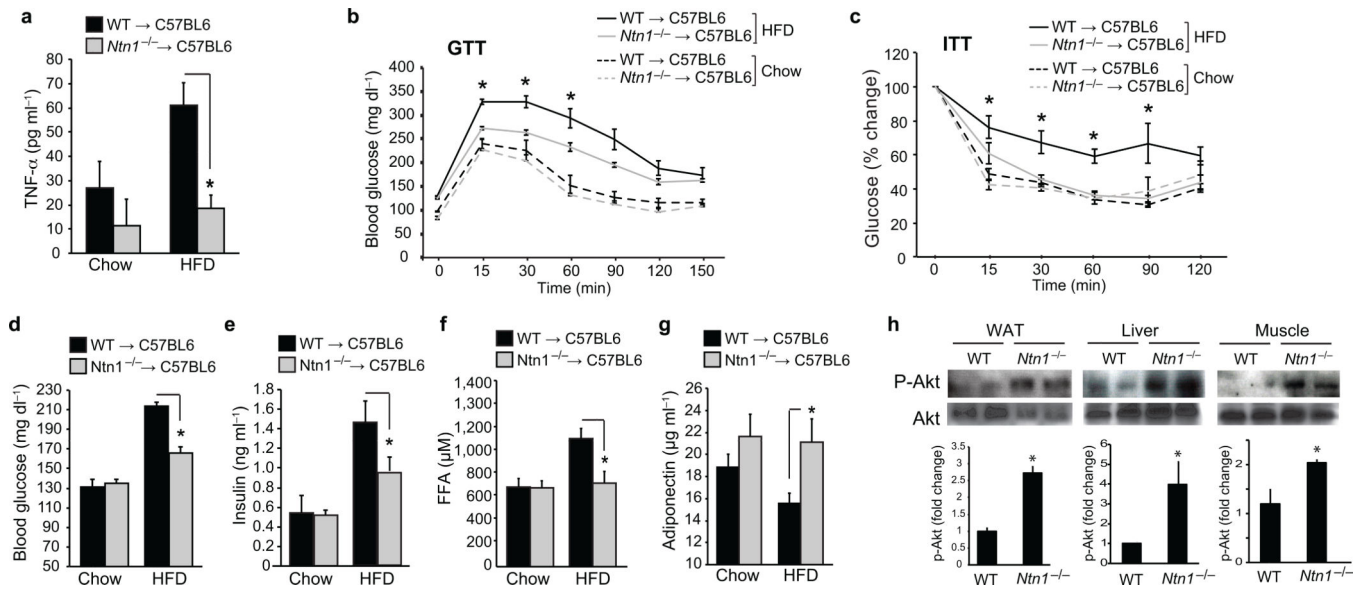 a
WT → C57BL6
Ntn1–/–→ C57BL6
TNF-α (pg ml–1)
80
70
60
50
40
30
20
10
0
*
Chow HFD
b
GTT
WT → C57BL6
Ntn1–/– → C57BL6
HFD
WT → C57BL6
Ntn1–/– → C57BL6
Chow
Blood glucose (mg dl–1)
400
350
300
250
200
150
100
50
0
* * *
0 15 30 60 90 120 150
Time (min)
c
ITT
WT → C57BL6
Ntn1–/– → C57BL6
HFD
WT → C57BL6
Ntn1–/– → C57BL6
Chow
Glucose (% change)
120
100
80
60
40
20
0
* * * *
0 15 30 60 90 120
Time (min)
d
WT → C57BL6
Ntn1–/–→ C57BL6
Blood glucose (mg dl–1)
230
210
190
170
150
130
110
90
70
50
*
Chow HFD
e
WT → C57BL6
Ntn1–/–→ C57BL6
Insulin (ng ml–1)
1.8
1.6
1.4
1.2
1.0
0.8
0.6
0.4
0.2
0
*
Chow HFD
f
WT → C57BL6
Ntn1–/–→ C57BL6
FFA (µM)
1,400
1,200
1,000
800
600
400
200
0
*
Chow HFD
g
WT → C57BL6
Ntn1–/–→ C57BL6
Adiponectin (µg ml–1)
26
24
22
20
18
16
14
12
10
*
Chow HFD
h
WAT Liver Muscle
WT Ntn1–/– WT Ntn1–/– WT Ntn1–/–
P-Akt
Akt
p-Akt (fold change)
3.5
3
2.5
2
1.5
1
0.5
0
*
WT Ntn1–/–
p-Akt (fold change)
6
5
4
3
2
1
0
*
WT Ntn1–/–
p-Akt (fold change)
2
1
0
*
WT Ntn1–/–